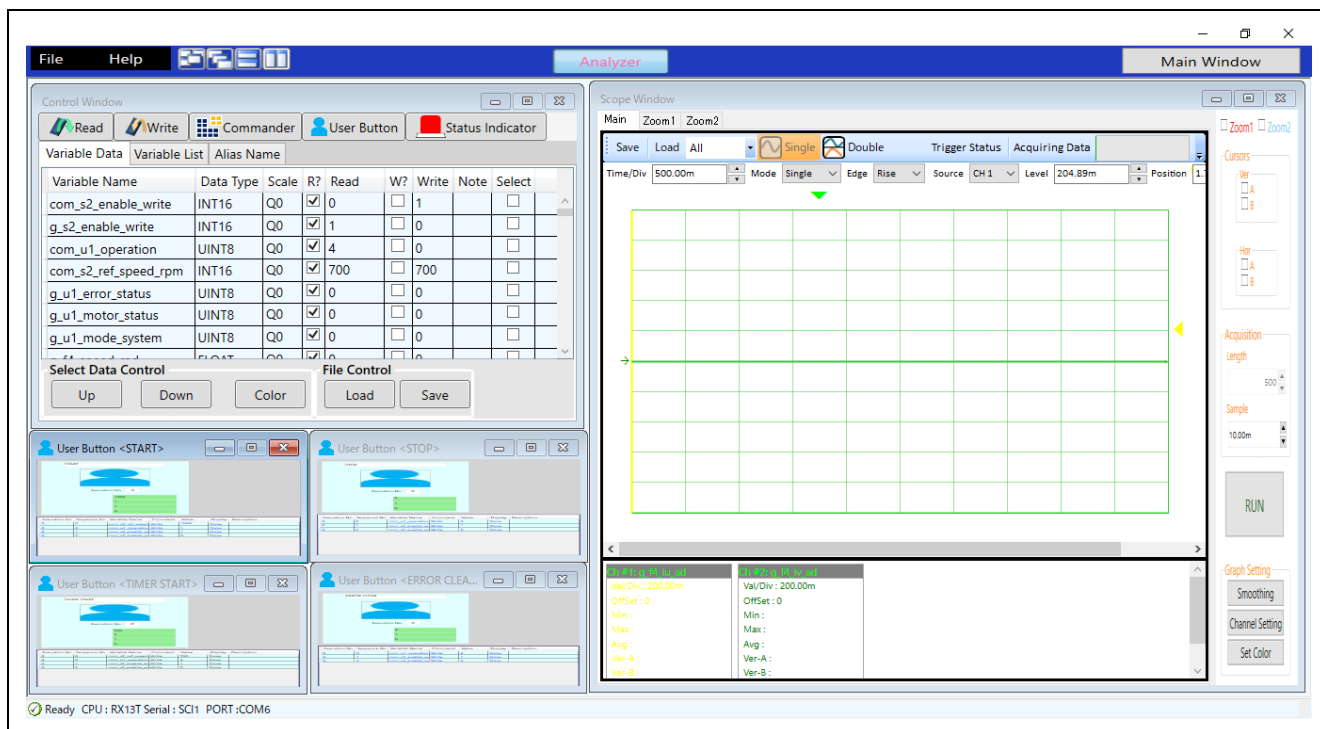 File Help Analyzer Main Window
Control Window
Read Write Commander User Button Status Indicator
Variable Data Variable List Alias Name
Variable Name Data Type Scale R? Read W? Write Note Select
com_s2_enable_write INT16 Q0 0 1
g_s2_enable_write INT16 Q0 1 0
com_u1_operation UINT8 Q0 4 0
com_s2_ref_speed_rpm INT16 Q0 700 700
g_u1_error_status UINT8 Q0 0 0
g_u1_motor_status UINT8 Q0 0 0
g_u1_mode_system UINT8 Q0 0 0
Select Data Control File Control
Up Down Color Load Save
User Button <START>
User Button <STOP>
User Button <TIMER START>
User Button <ERROR CLEA...
Scope Window
Main Zoom1 Zoom2
Save Load All Single Double Trigger Status Acquiring Data
Time/Div 500.00m Mode Single Edge Rise Source CH 1 Level 204.89m Position
Ch #1: g_f4_iu_ad
Val/Div : 200.00m
OffSet : 0
Min :
Max :
Avg :
Ver-A :
Ver-B :
Ch #2: g_f4_iv_ad
Val/Div : 200.00m
OffSet : 0
Min :
Max :
Avg :
Ver-A :
Ver-B :
Zoom1 Zoom2
Cursors
Ver
A
B
Hor
A
B
Acquisition
Length
500
Sample
10.00m
RUN
Graph Setting
Smoothing
Channel Setting
Set Color
Ready CPU : RX13T Serial : SCI1 PORT :COM6